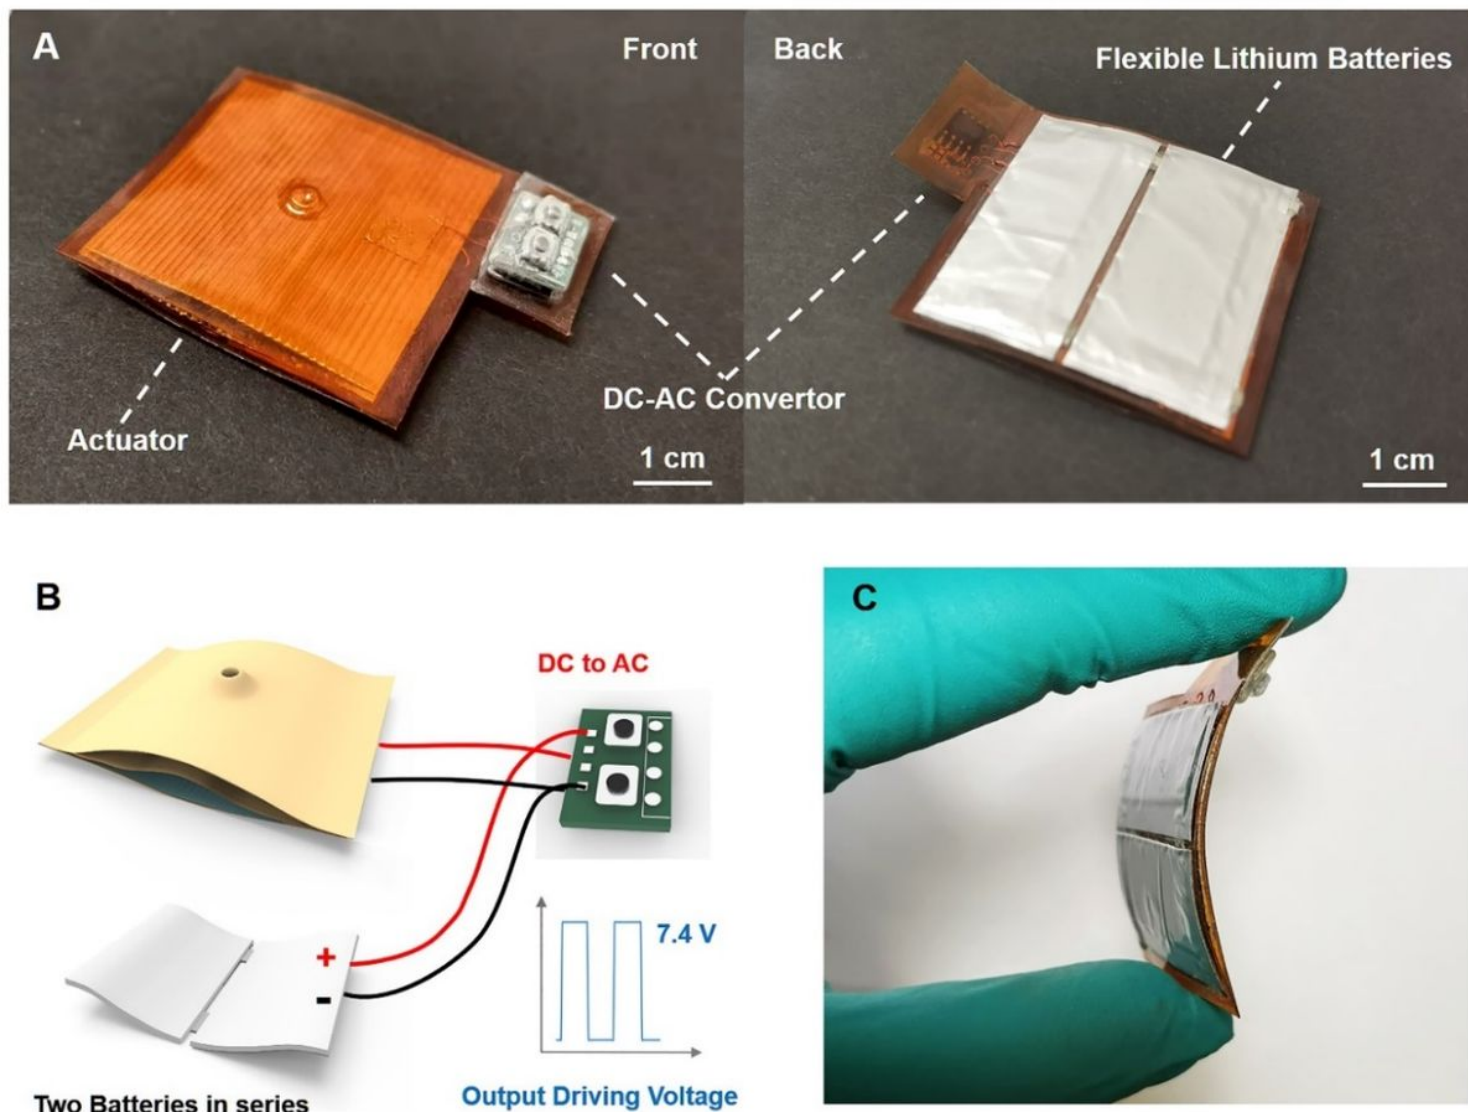 A
Front
Back
Flexible Lithium Batteries
DC-AC Convertor
Actuator
1 cm
1 cm
B
DC to AC
+
-
7.4 V
Two Batteries in series
Output Driving Voltage
C